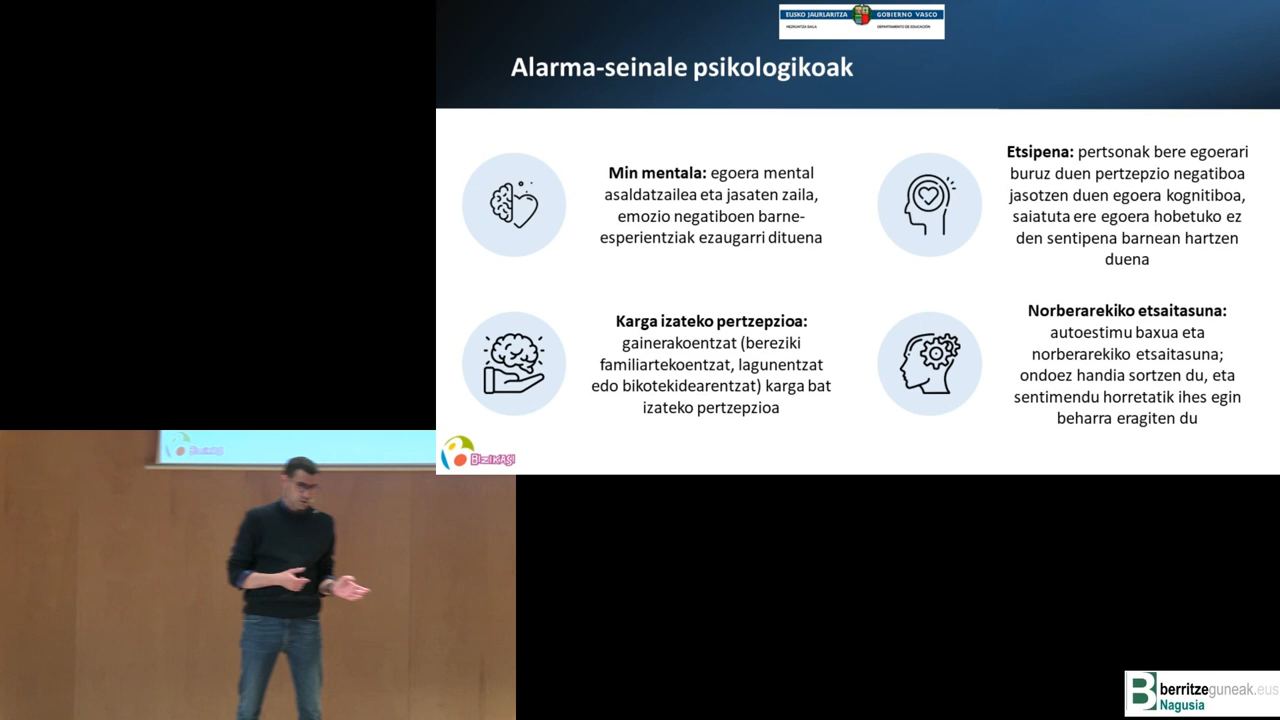 EUSKO JAURLARITZA
GOBIERNO VASCO
HEZKUNTZA SAILA
DEPARTAMENTO DE EDUCACIÓN
Alarma-seinale psikologikoak
Min mentala: egoera mental
asaldatzailea eta jasaten zaila,
emozio negatiboen barne-
esperientziak ezaugarri dituena
Etsipena: pertsonak bere egoerari
buruz duen pertzepzio negatiboa
jasotzen duen egoera kognitiboa,
saiatuta ere egoera hobetuko ez
den sentipena barnean hartzen
duena
Karga izateko pertzepzioa:
gainerakoentzat (bereziki
familiartekoentzat, lagunentzat
edo bikotekidearentzat) karga bat
izateko pertzepzioa
Norberarekiko etsaitasuna:
autoestimu baxua eta
norberarekiko etsaitasuna;
ondoez handia sortzen du, eta
sentimendu horretatik ihes egin
beharra eragiten du
BIZIKASI
BIZIKASI
berritzeguneak.eus
Nagusia